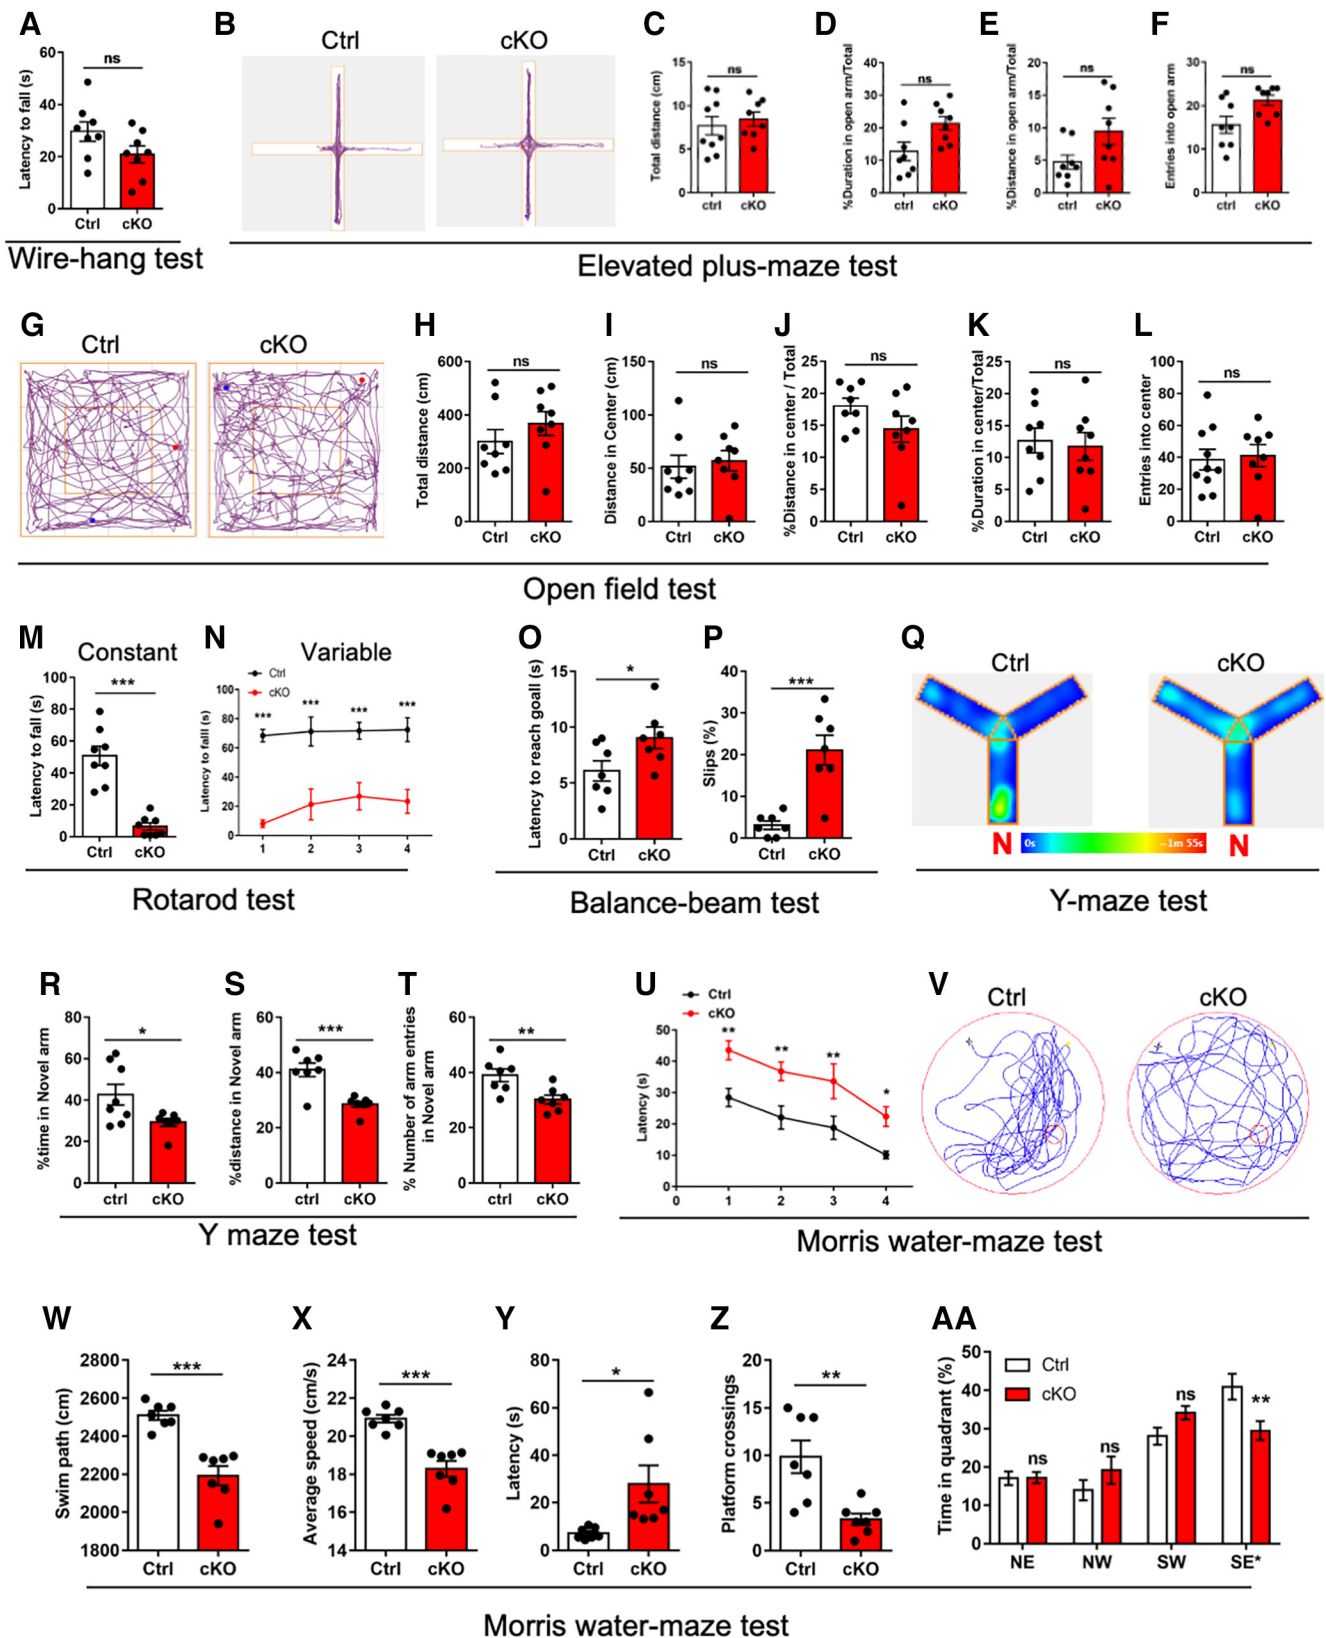 A
B
C
D
E
F
Ctrl
cKO
Latency to fall (s)
60
40
20
0
ns
Ctrl
cKO
Total distance (cm)
15
10
5
0
ns
ctrl
cKO
%Duration in open arm/Total
40
30
20
10
0
ns
ctrl
cKO
%Distance in open arm/Total
20
15
10
5
0
ns
ctrl
cKO
Entries into open arm
30
20
10
0
ns
ctrl
cKO
Wire-hang test
Elevated plus-maze test
G
H
I
J
K
L
Ctrl
cKO
Total distance (cm)
600
400
200
0
ns
Ctrl
cKO
Distance in Center (cm)
150
100
50
0
ns
Ctrl
cKO
%Distance in center / Total
25
20
15
10
5
0
ns
Ctrl
cKO
%Duration in center/Total
25
20
15
10
5
0
ns
Ctrl
cKO
Entries into center
100
80
60
40
20
0
ns
Ctrl
cKO
Open field test
M
N
O
P
Q
Constant
Latency to fall (s)
100
80
60
40
20
0
***
Ctrl
cKO
Variable
Ctrl
cKO
Latency to falll (s)
100
80
60
40
20
0
***
***
***
***
1
2
3
4
Rotarod test
Latency to reach goall (s)
15
10
5
0
*
Ctrl
cKO
Slips (%)
40
30
20
10
0
***
Ctrl
cKO
Balance-beam test
Ctrl
cKO
N
0s
~1m 55s
N
Y-maze test
R
S
T
U
V
%time in Novel arm
80
60
40
20
0
*
ctrl
cKO
%distance in Novel arm
60
40
20
0
***
Ctrl
cKO
% Number of arm entries
in Novel arm
60
40
20
0
**
ctrl
cKO
Y maze test
Ctrl
cKO
Latency (s)
50
40
30
20
10
0
**
**
**
*
0
1
2
3
4
Ctrl
cKO
Morris water-maze test
W
X
Y
Z
AA
Swim path (cm)
2800
2600
2400
2200
2000
1800
***
Ctrl
cKO
Average speed (cm/s)
24
22
20
18
16
14
***
Ctrl
cKO
Latency (s)
80
60
40
20
0
*
Ctrl
cKO
Platform crossings
20
15
10
5
0
**
Ctrl
cKO
Time in quadrant (%)
50
40
30
20
10
0
Ctrl
cKO
ns
ns
ns
**
NE
NW
SW
SE*
Morris water-maze test